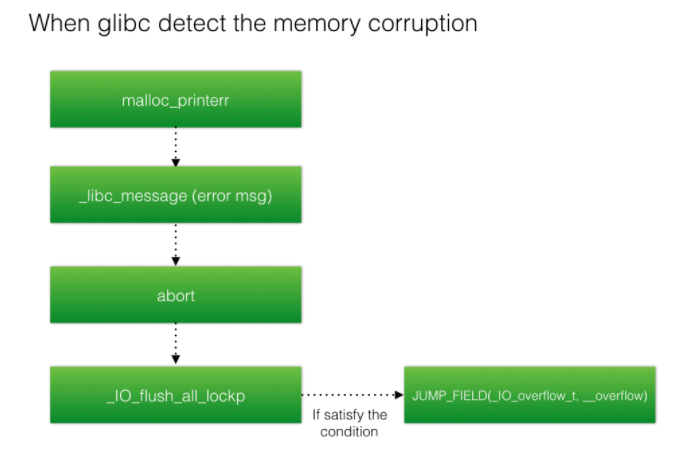 When glibc detect the memory corruption
malloc_printerr
_libc_message (error msg)
abort
_IO_flush_all_lockp
JUMP_FIELD(_IO_overflow_t, __overflow)
If satisfy the
condition